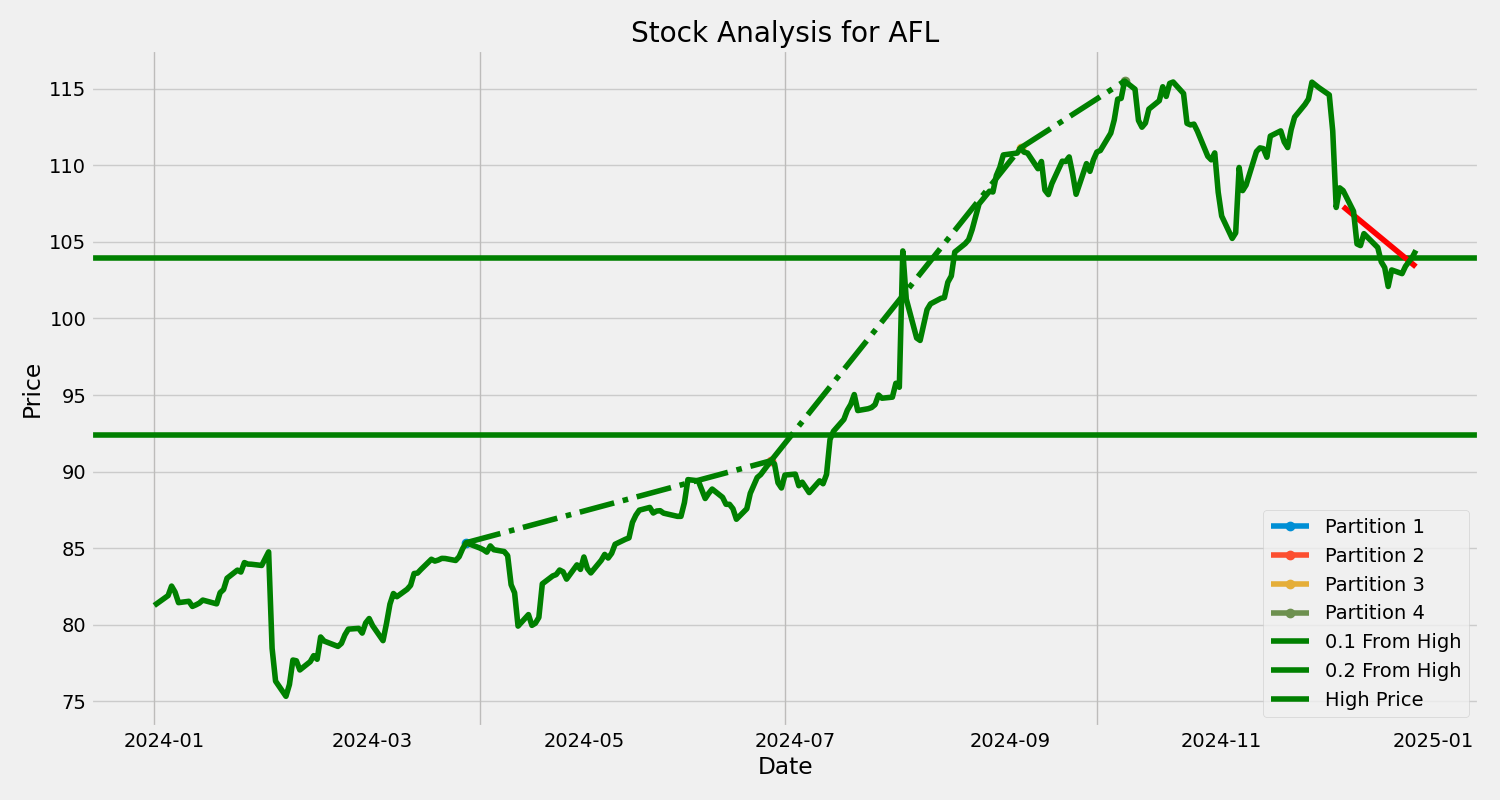 Stock Analysis for AFL
115
110
105
100
95
90
85
80
75
Price
2024-01
2024-03
2024-05
2024-07
2024-09
2024-11
2025-01
Date
Partition 1
Partition 2
Partition 3
Partition 4
0.1 From High
0.2 From High
High Price